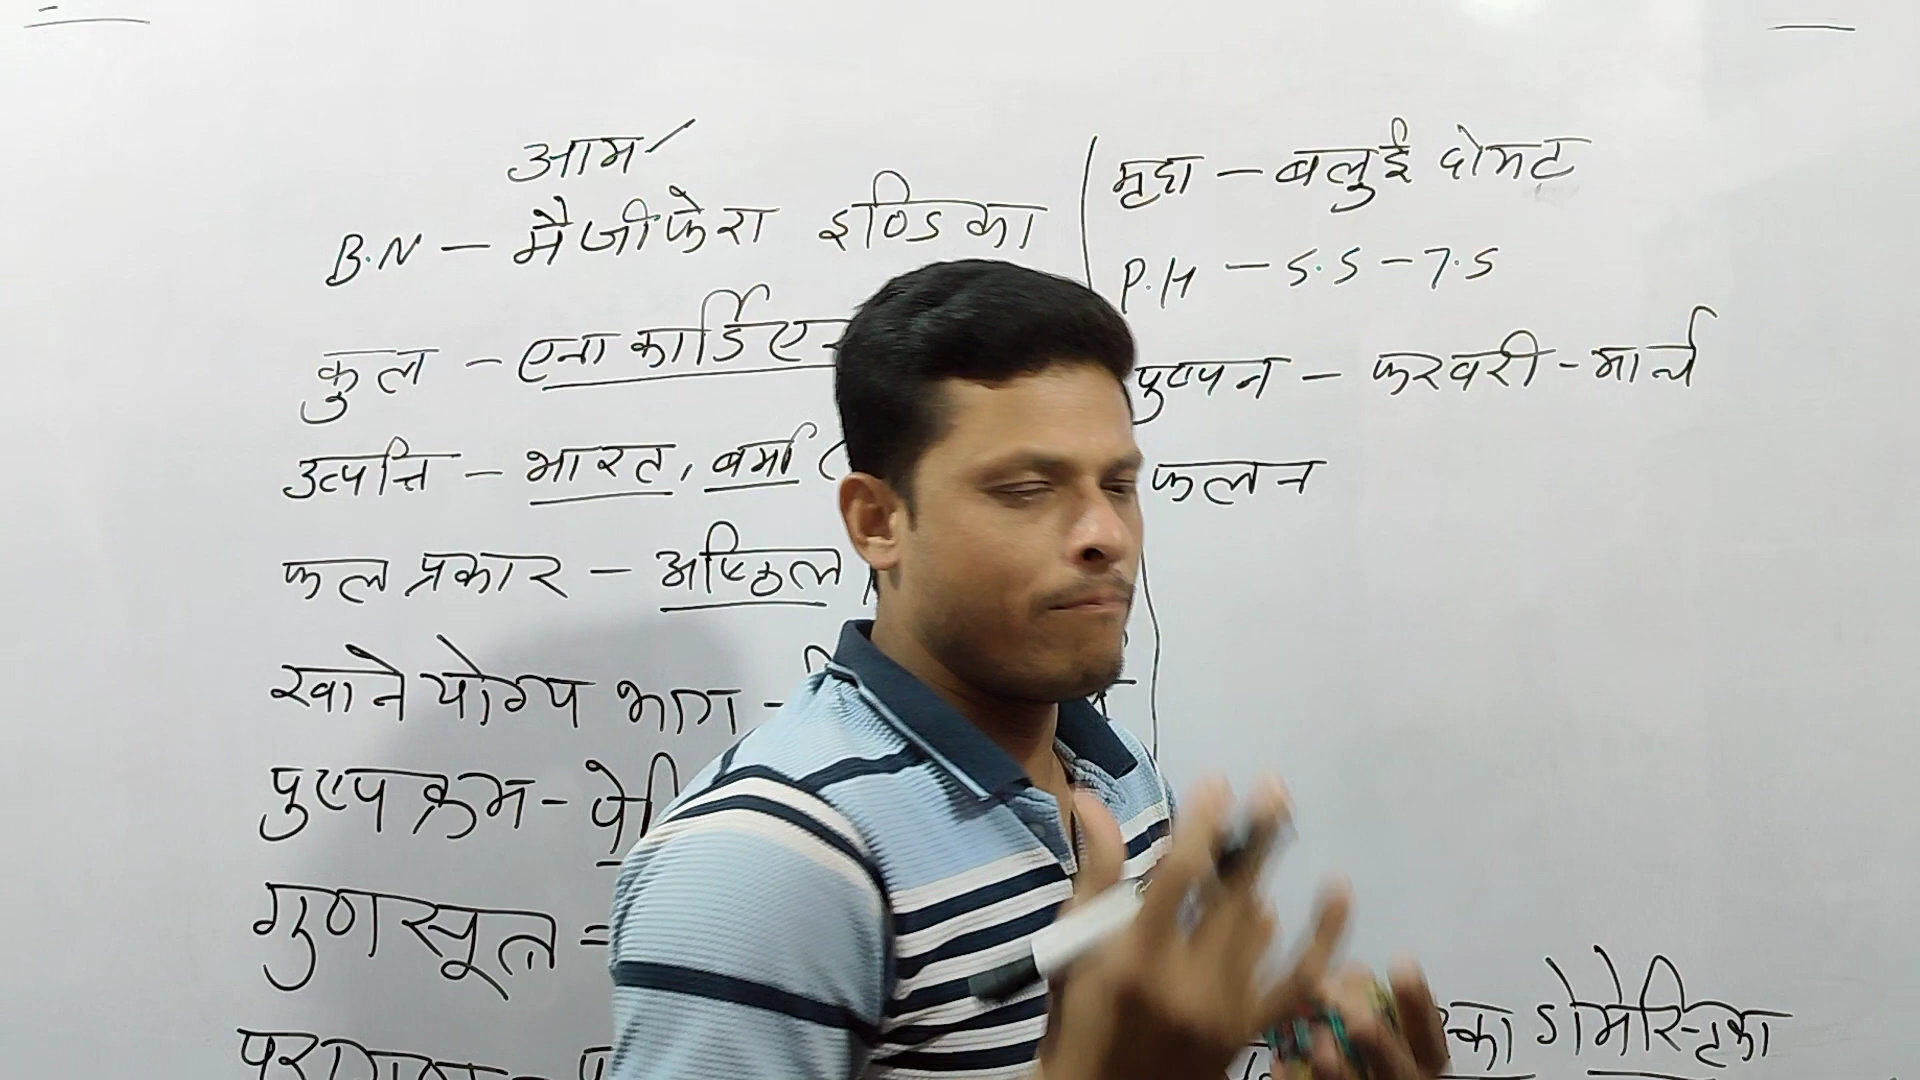 आम
B.N - मैंजीफेरा इण्डिका
कुल - एनाकार्डिए
उत्पत्ति - भारत, बर्मा
फल प्रकार - अष्ठिल
खाने योग्य भाग -
पुष्पक्रम -
गुणसूत्र =
मृदा - बलुई दोमट
P.H - 5.5 - 7.5
पुष्पन - फरवरी - मार्च
फलन
डोमेस्टिका